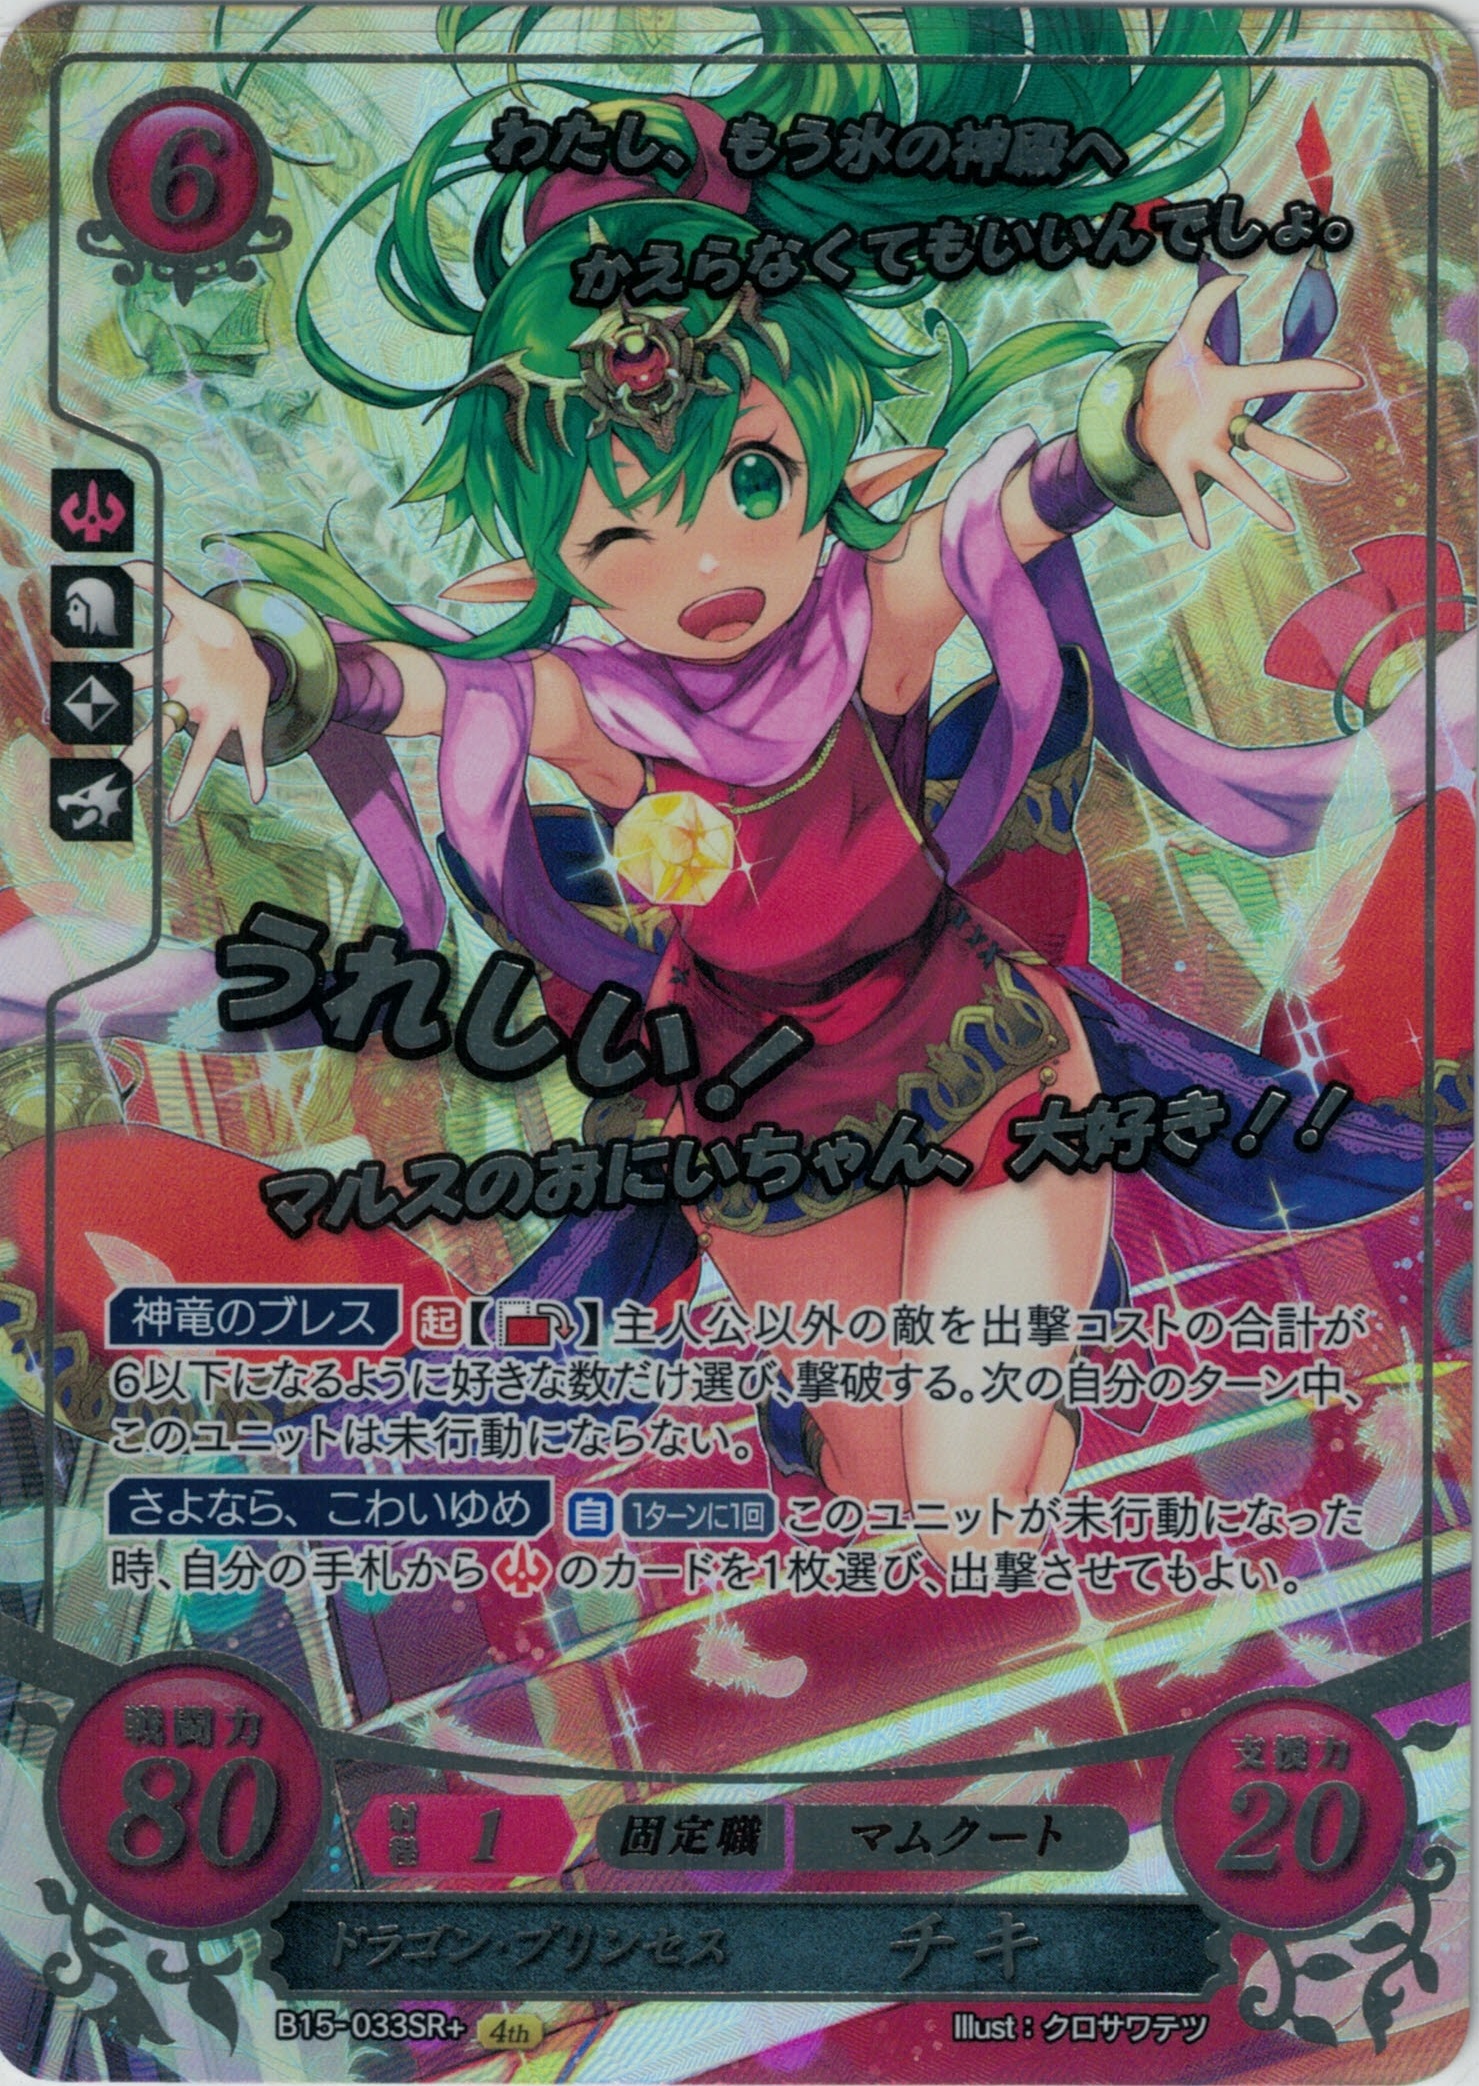 6
わたし、もう氷の神殿へ
かえらなくてもいいんでしょ。
うれしい！
マルスのおにいちゃん、大好き！！
神竜のブレス 起【】主人公以外の敵を出撃コストの合計が
6以下になるように好きな数だけ選び、撃破する。次の自分のターン中、
このユニットは未行動にならない。
さよなら、こわいゆめ 自 1ターンに1回 このユニットが未行動になった
時、自分の手札からのカードを1枚選び、出撃させてもよい。
戦闘力
80
射程 1
固定職 マムクート
支援力
20
ドラゴン・プリンセス チキ
B15-033SR+ 4th
Illust：クロサワテツ